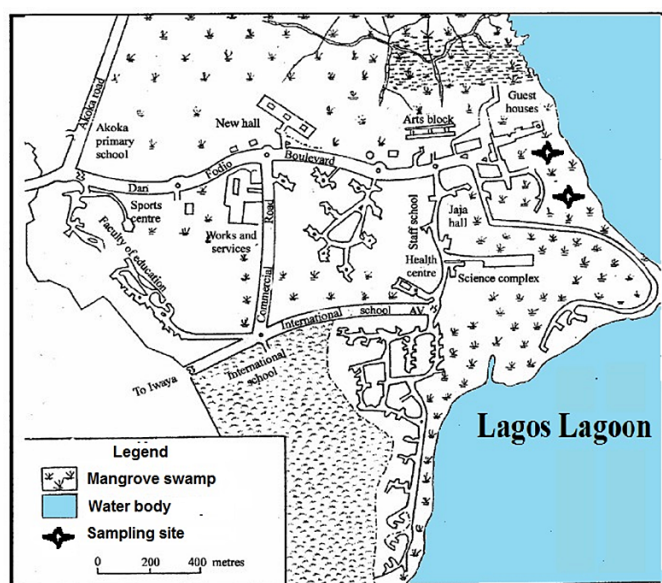 Akoka road
Akoka
primary
school
New hall
Arts block
Guest
houses
Dan
Fodio
Boulevard
Sports
centre
Works and
services
Commercial
Road
Staff school
Jaja
hall
Health
centre
Faculty of education
Science complex
International school AV
International
school
To Iwaya
Lagos Lagoon
Legend
Mangrove swamp
Water body
Sampling site
0 200 400
metres